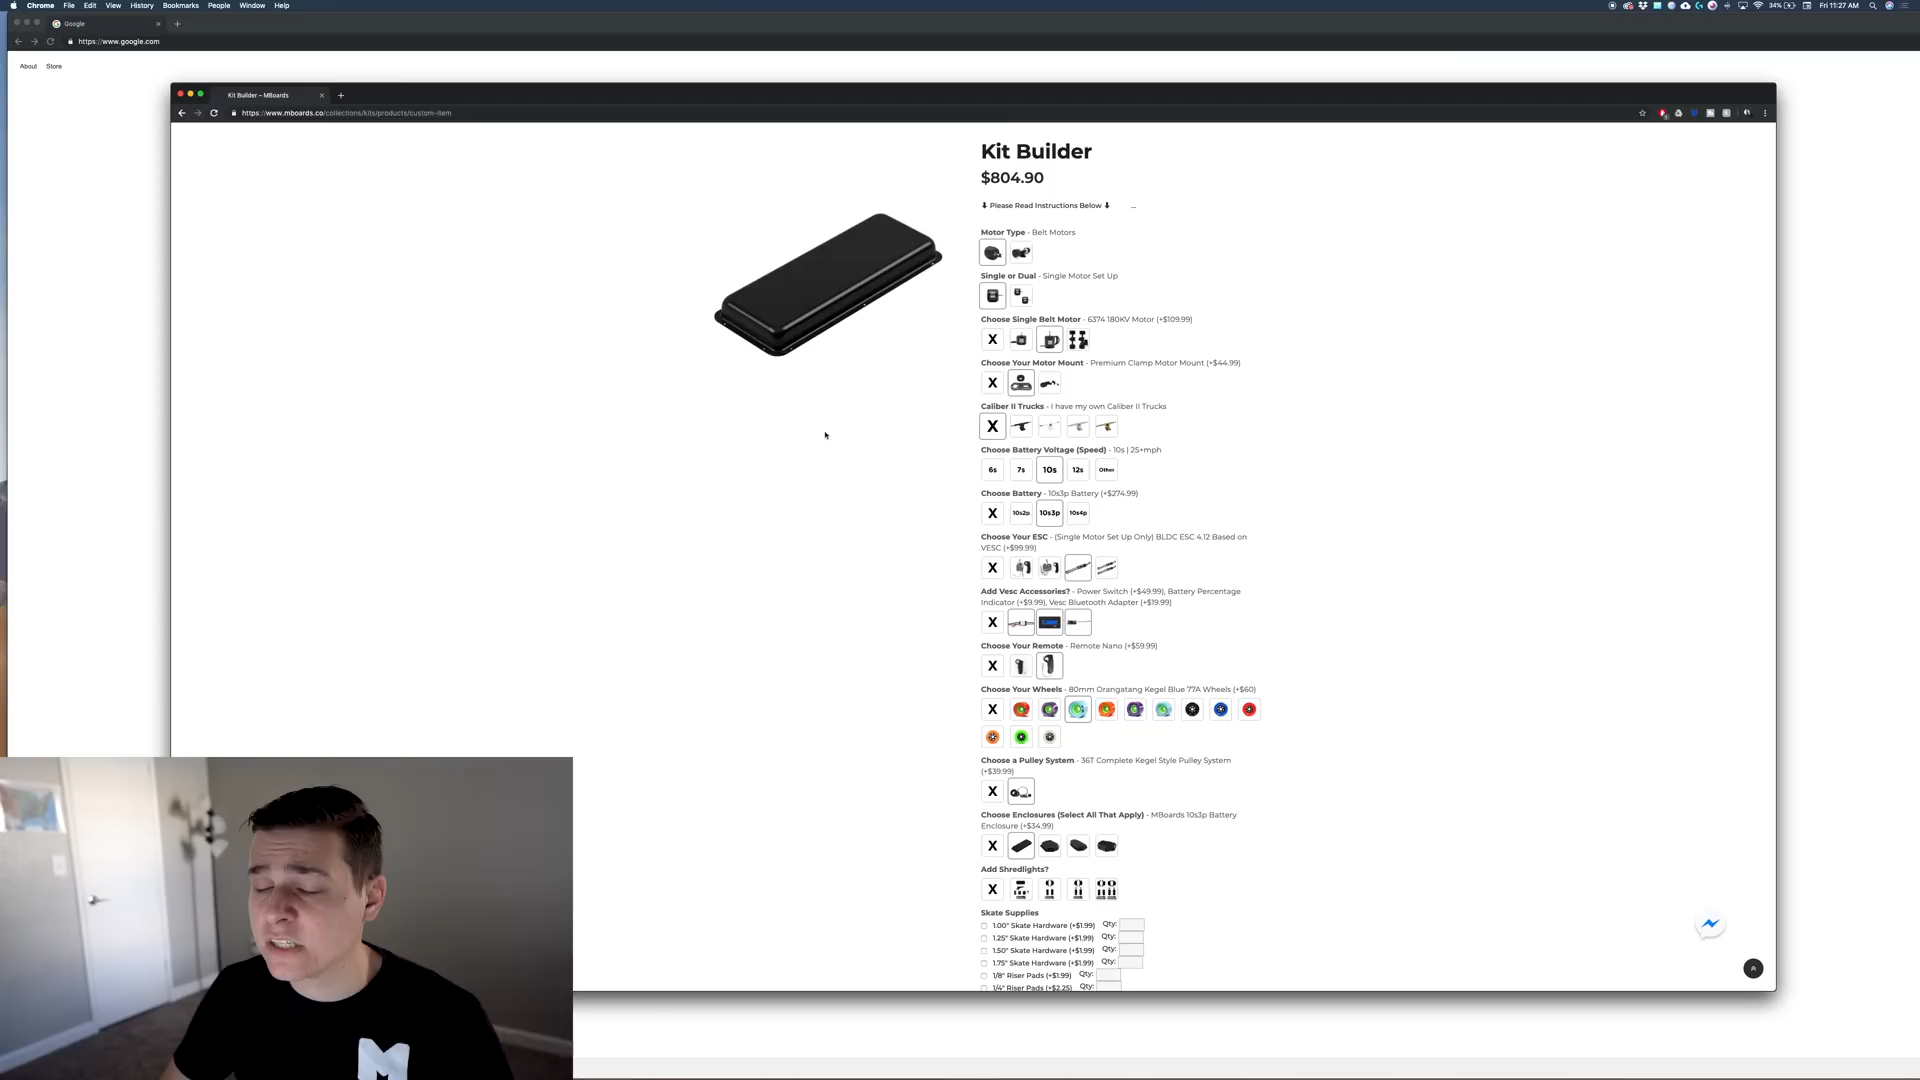 Chrome File Edit View History Bookmarks People Window Help
34% Fri 11:27 AM
Google
https://www.google.com
About Store
Kit Builder – MBoards
https://www.mboards.co/collections/kits/products/custom-item
Kit Builder
$804.90
⬇ Please Read Instructions Below ⬇ ...
Motor Type - Belt Motors
Single or Dual - Single Motor Set Up
Choose Single Belt Motor - 6374 180KV Motor (+$109.99)
X
Choose Your Motor Mount - Premium Clamp Motor Mount (+$44.99)
X
Caliber II Trucks - I have my own Caliber II Trucks
X
Choose Battery Voltage (Speed) - 10s | 25+mph
6s 7s 10s 12s Other
Choose Battery - 10s3p Battery (+$274.99)
X 10s2p 10s3p 10s4p
Choose Your ESC - (Single Motor Set Up Only) BLDC ESC 4.12 Based on
VESC (+$99.99)
X
Add Vesc Accessories? - Power Switch (+$49.99), Battery Percentage
Indicator (+$9.99), Vesc Bluetooth Adapter (+$19.99)
X
Choose Your Remote - Remote Nano (+$59.99)
X
Choose Your Wheels - 80mm Orangatang Kegel Blue 77A Wheels (+$60)
X
Choose a Pulley System - 36T Complete Kegel Style Pulley System
(+$39.99)
X
Choose Enclosures (Select All That Apply) - MBoards 10s3p Battery
Enclosure (+$34.99)
X
Add Shredlights?
X
Skate Supplies
1.00" Skate Hardware (+$1.99) Qty:
1.25" Skate Hardware (+$1.99) Qty:
1.50" Skate Hardware (+$1.99) Qty:
1.75" Skate Hardware (+$1.99) Qty:
1/8" Riser Pads (+$1.99) Qty:
1/4" Riser Pads (+$2.25) Qty:
M